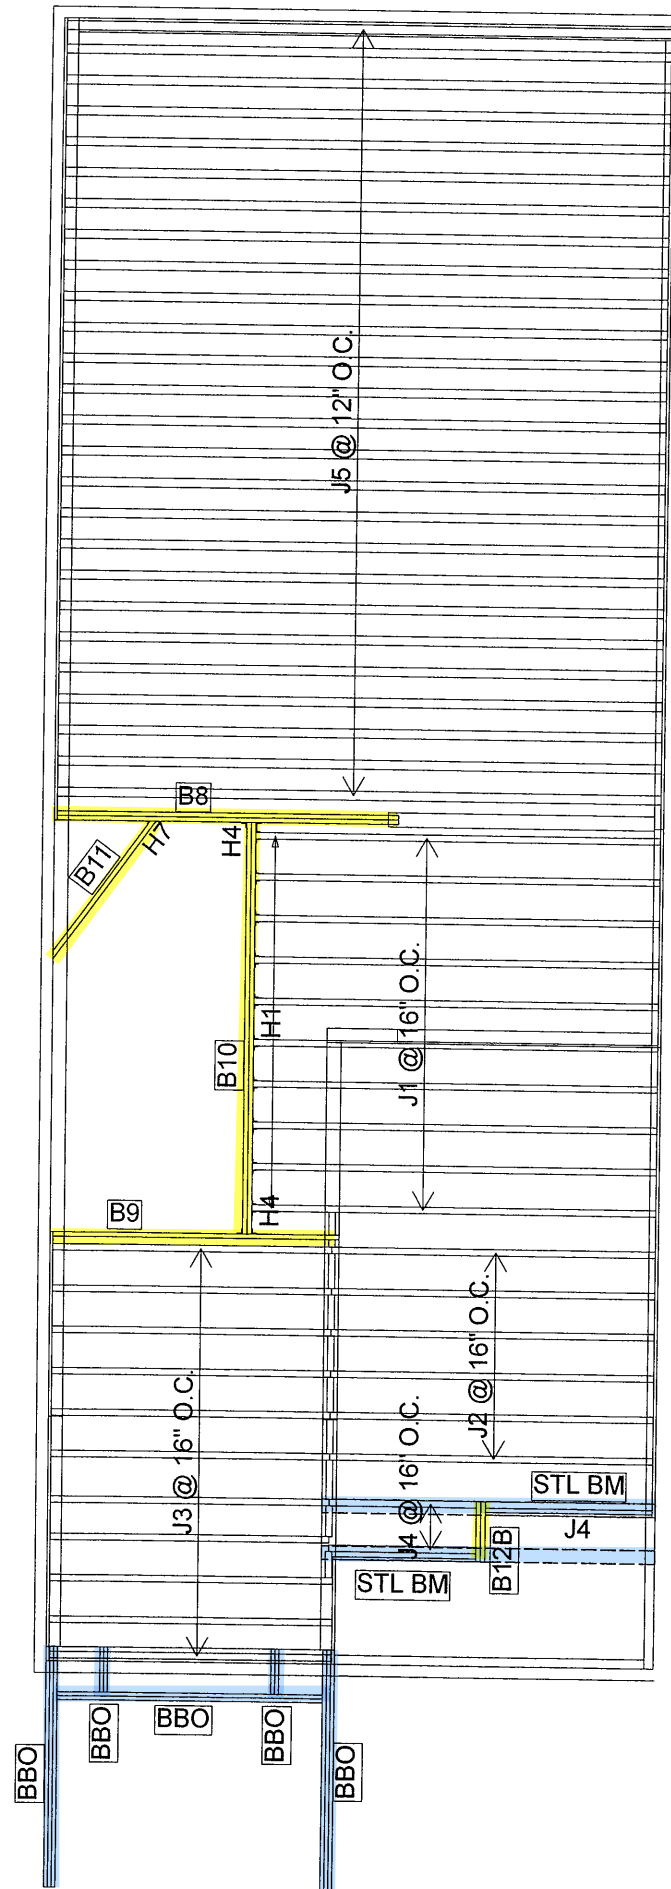 J5 @ 12" O.C.
B8
H7
H4
B11
J1 @ 16" O.C.
H1
B10
H4
B9
J2 @ 16" O.C.
J3 @ 16" O.C.
J4 @ 16" O.C.
STL BM
J4
B12B
STL BM
BBO
BBO
BBO
BBO
BBO